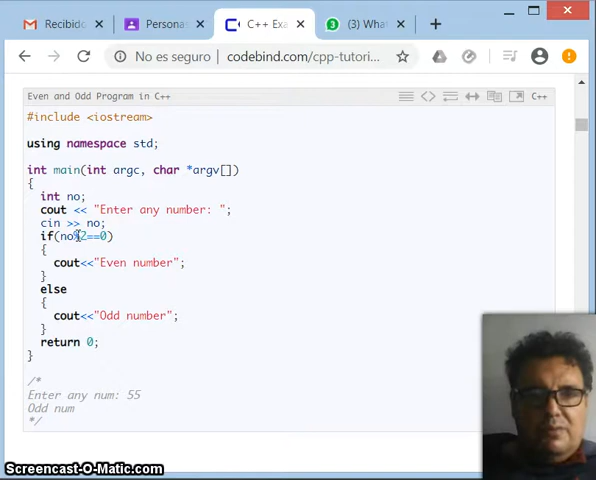 Recibido
Personas
C++ Exa
(3) What
No es seguro
codebind.com/cpp-tutori...
Even and Odd Program in C++
C++
#include <iostream>
using namespace std;
int main(int argc, char *argv[])
{
int no;
cout << "Enter any number: ";
cin >> no;
if(no%2==0)
{
cout<<"Even number";
}
else
{
cout<<"Odd number";
}
return 0;
}
/*
Enter any num: 55
Odd num
*/
Screencast-O-Matic.com